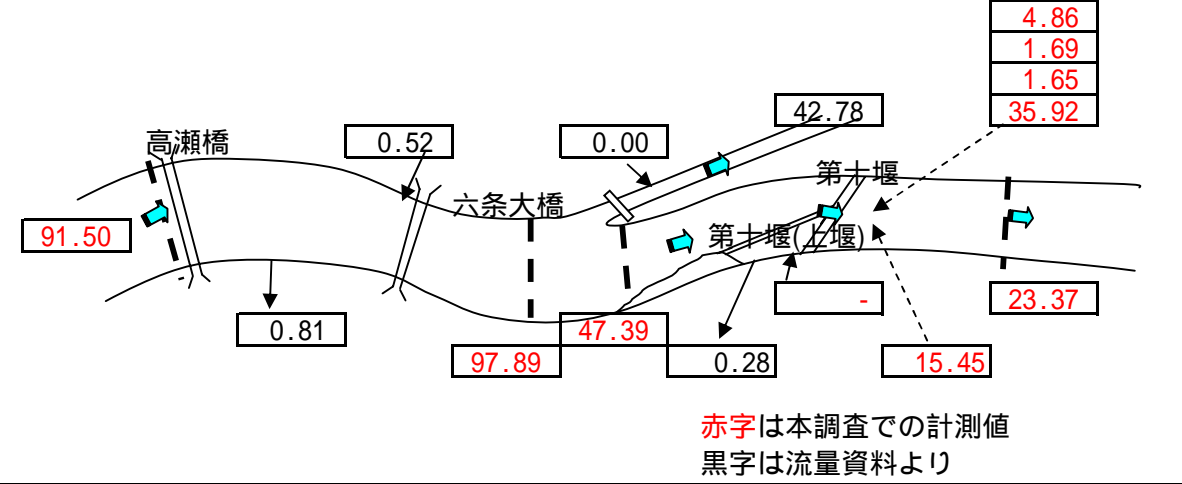 4.86
1.69
1.65
35.92
42.78
高瀬橋
0.52
0.00
第十堰
六条大橋
91.50
第十堰(上堰)
-
23.37
0.81
47.39
97.89
0.28
15.45
赤字は本調査での計測値
黒字は流量資料より